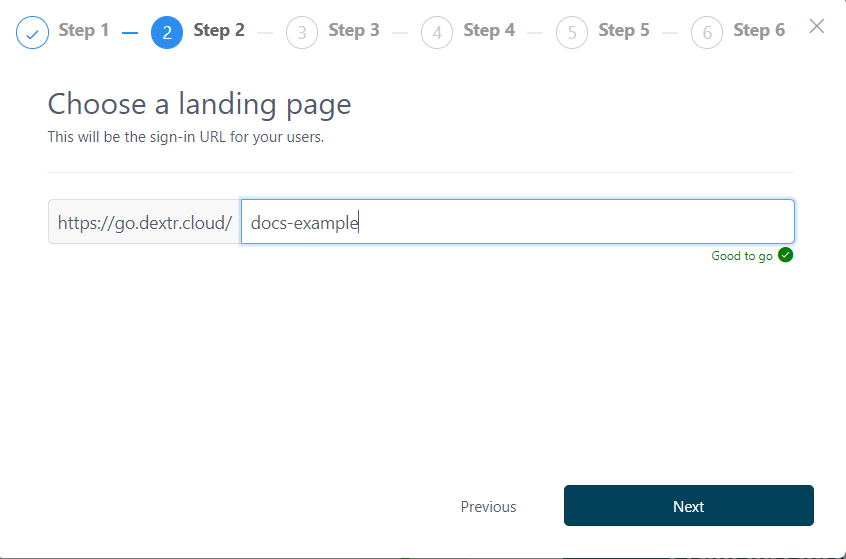 Step 1 2 Step 2 3 Step 3 4 Step 4 5 Step 5 6 Step 6
Choose a landing page
This will be the sign-in URL for your users.
https://go.dextr.cloud/ docs-example
Good to go
Previous Next